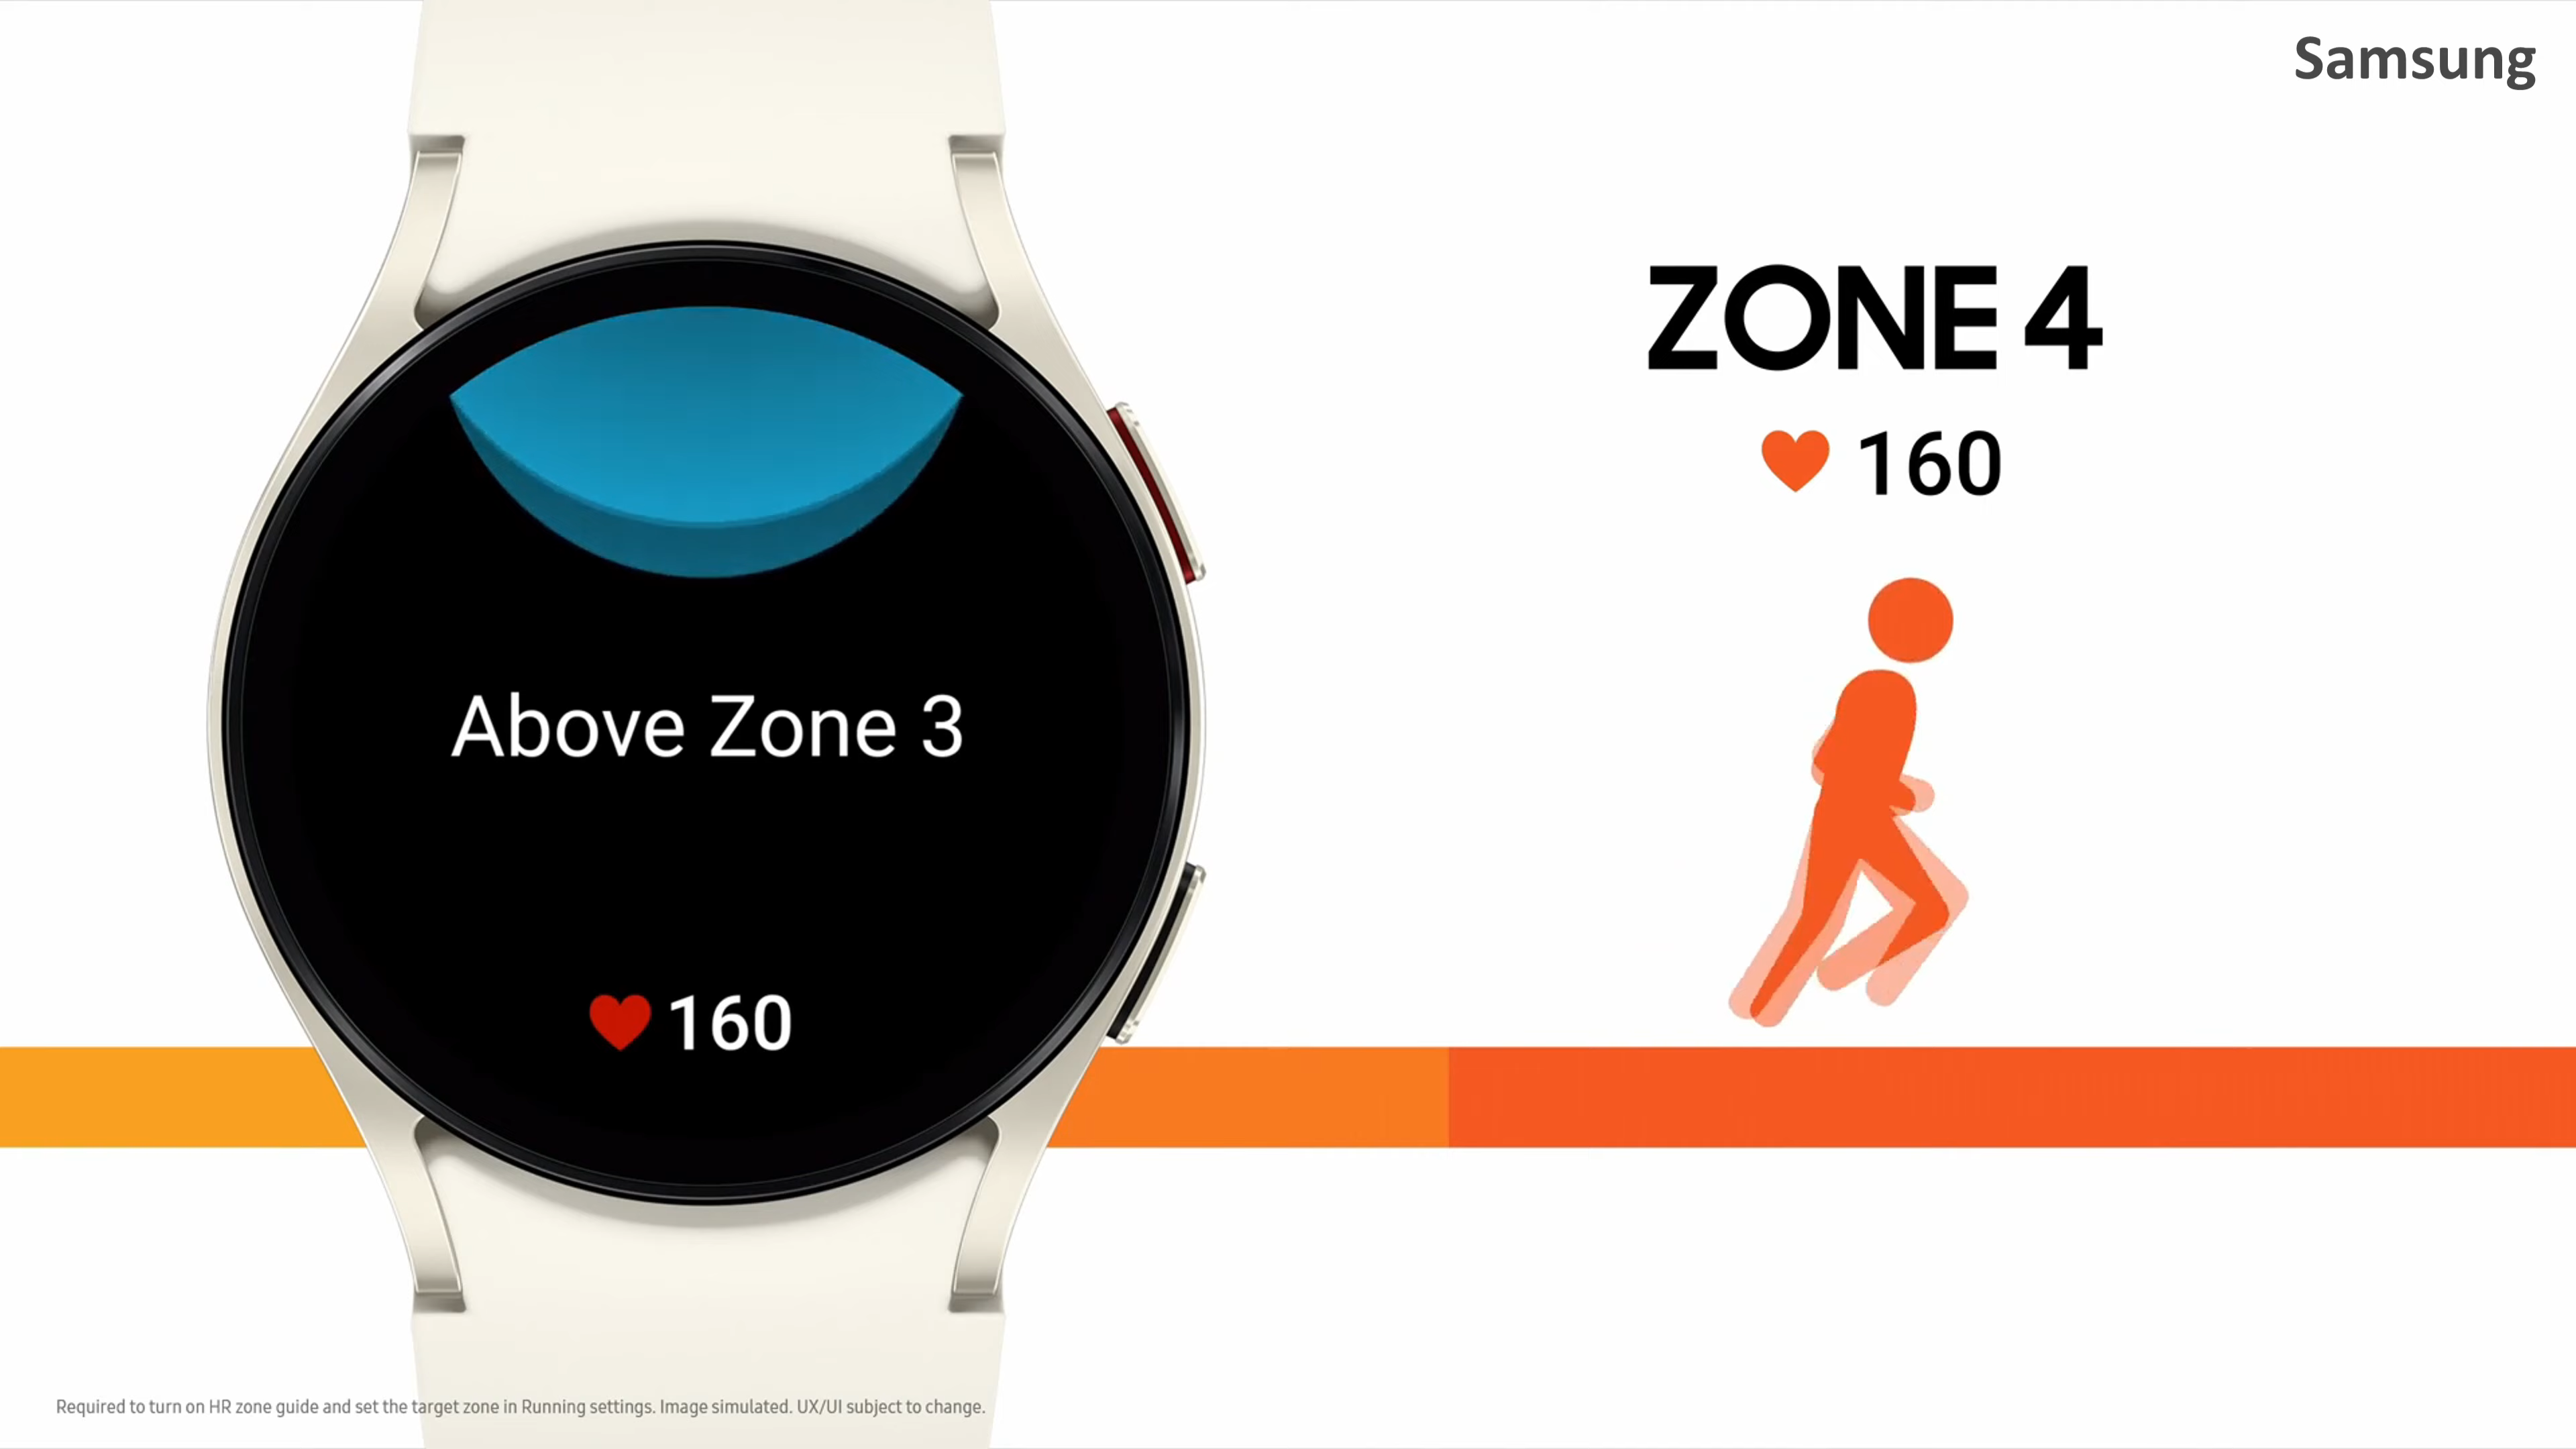 Samsung
ZONE 4
160
Above Zone 3
160
Required to turn on HR zone guide and set the target zone in Running settings. Image simulated. UX/UI subject to change.